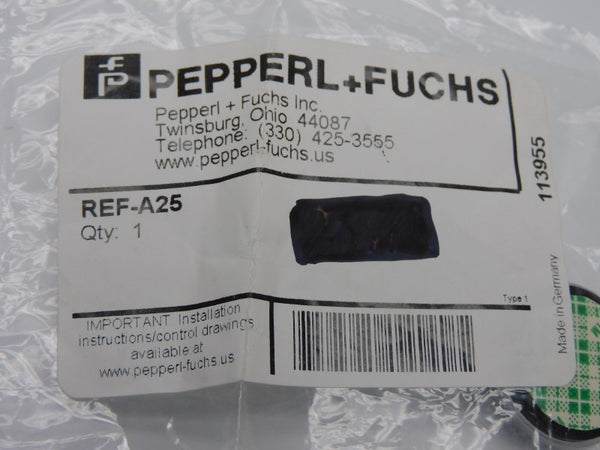 PEPPERL+FUCHS
Pepperl + Fuchs Inc.
Twinsburg, Ohio 44087
Telephone: (330) 425-3555
www.pepperl-fuchs.us
113955
REF-A25
Qty: 1
Type 1
Made in Germany
IMPORTANT Installation
instructions/control drawings
available at
www.pepperl-fuchs.us